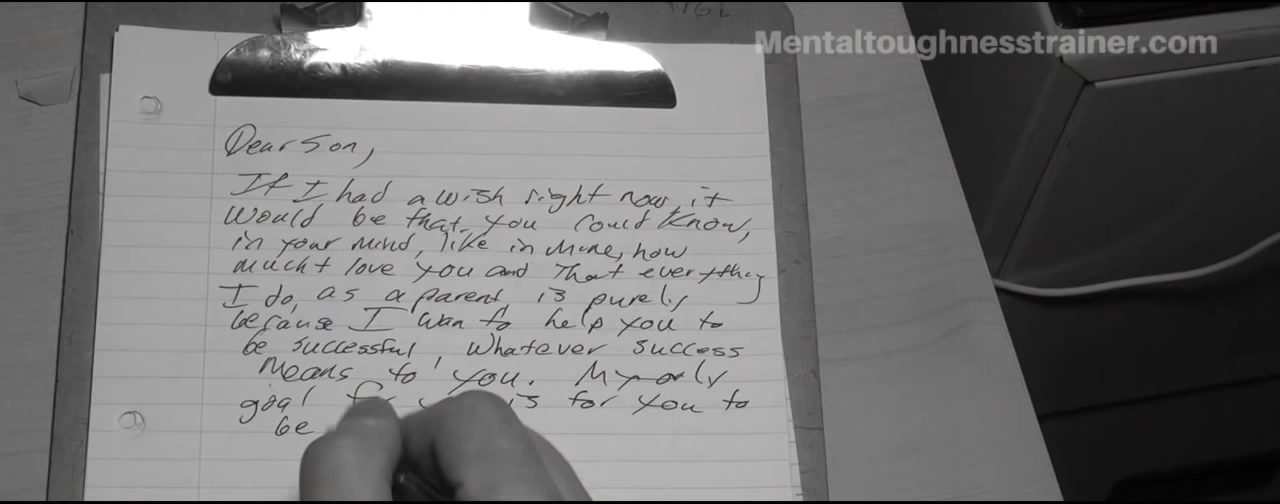 Mentaltoughnesstrainer.com
Dear Son,
If I had a wish right now, it
would be that you could know,
in your mind, like in mine, how
much I love you and that everything
I do, as a parent, is purely
because I wan to help you to
be successful, whatever success
means to you. My only
goal for is for you to
be